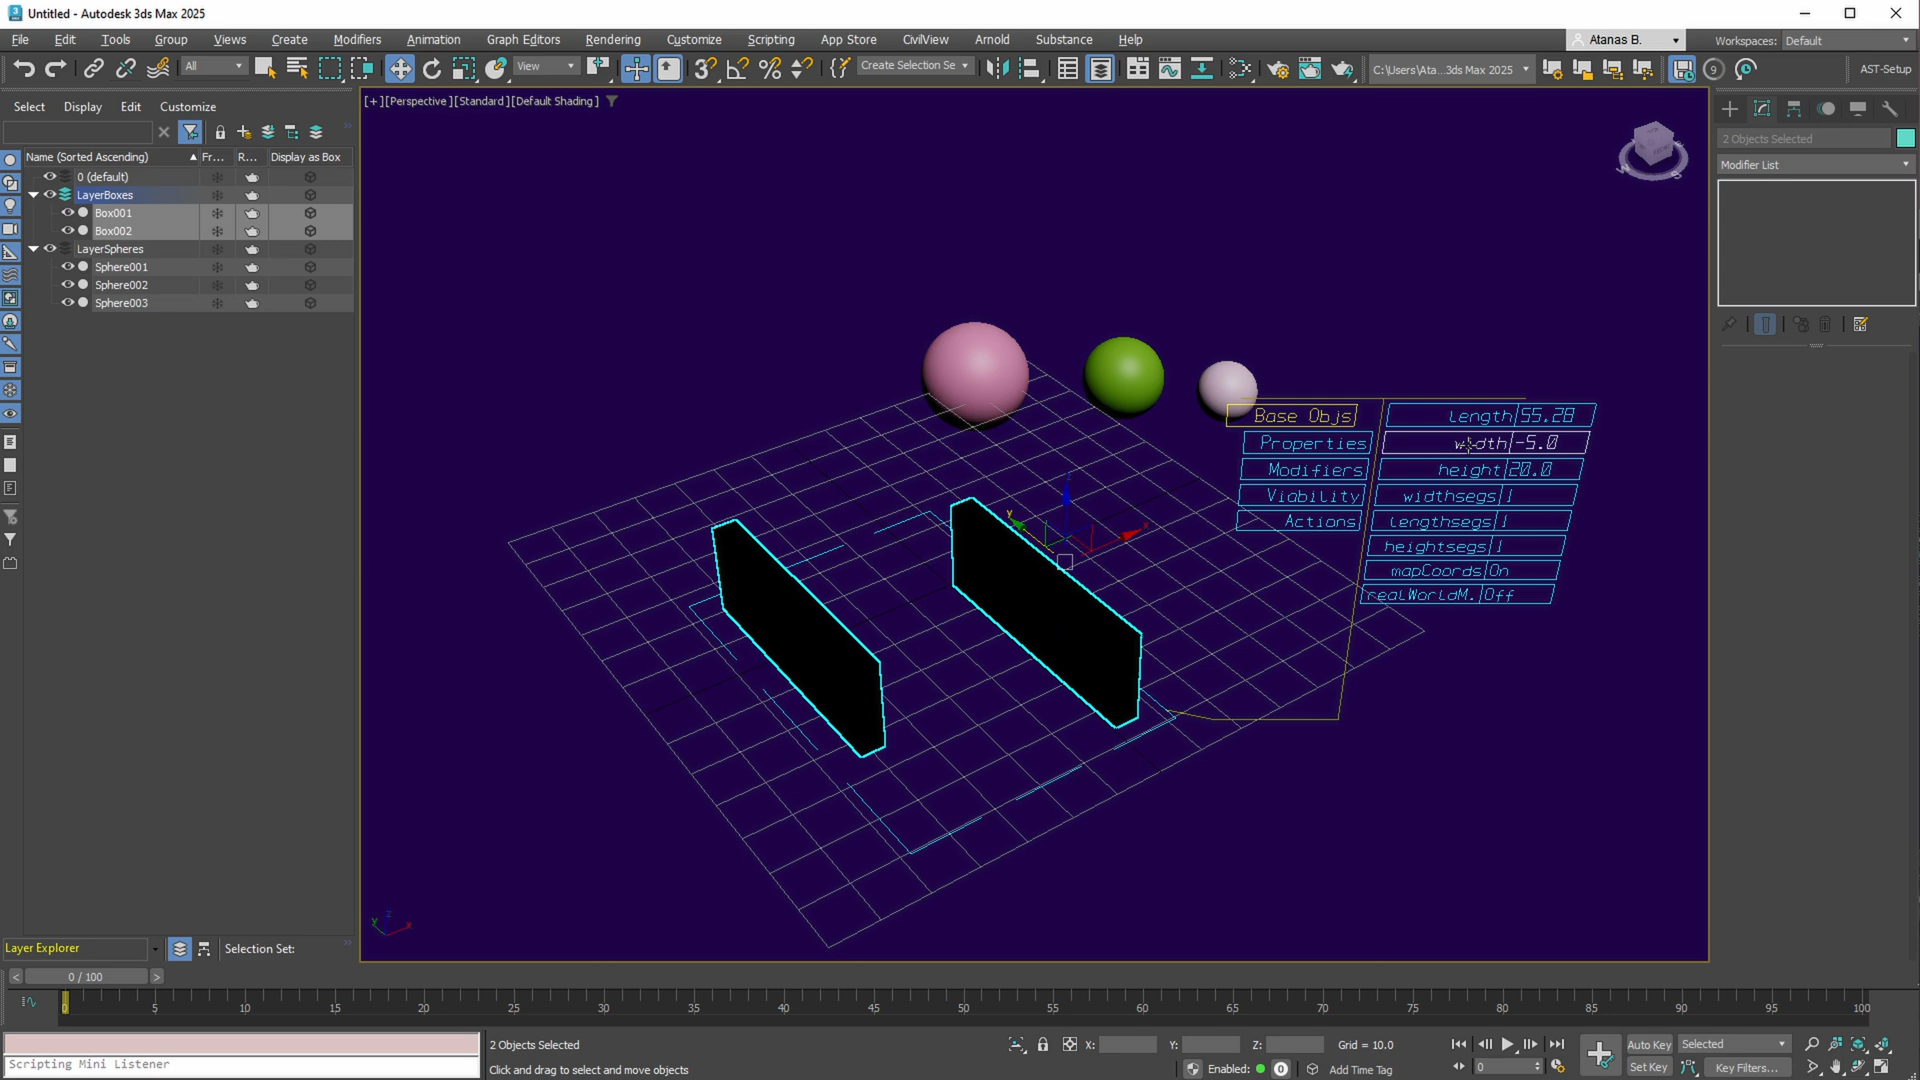 Untitled - Autodesk 3ds Max 2025
File Edit Tools Group Views Create Modifiers Animation Graph Editors Rendering Customize Scripting App Store CivilView Arnold Substance Help
Atanas B.
Workspaces: Default
All
View
Create Selection Se
C:\Users\Ata...3ds Max 2025
9
AST-Setup
Select Display Edit Customize
[+][Perspective][Standard][Default Shading]
2 Objects Selected
Modifier List
Name (Sorted Ascending) Fr... R... Display as Box
0 (default)
LayerBoxes
Box001
Box002
LayerSpheres
Sphere001
Sphere002
Sphere003
Base Objs
Properties
Modifiers
Viability
Actions
length 55.28
width -5.0
height 20.0
widthsegs 1
lengthsegs 1
heightsegs 1
mapCoords On
realWorldM. Off
z
y
x
Layer Explorer
Selection Set:
< 0 / 100 >
0 5 10 15 20 25 30 35 40 45 50 55 60 65 70 75 80 85 90 95 100
Scripting Mini Listener
2 Objects Selected
Click and drag to select and move objects
X: Y: Z: Grid = 10.0
Enabled: 0 Add Time Tag
0
Auto Key Selected
Set Key Key Filters...